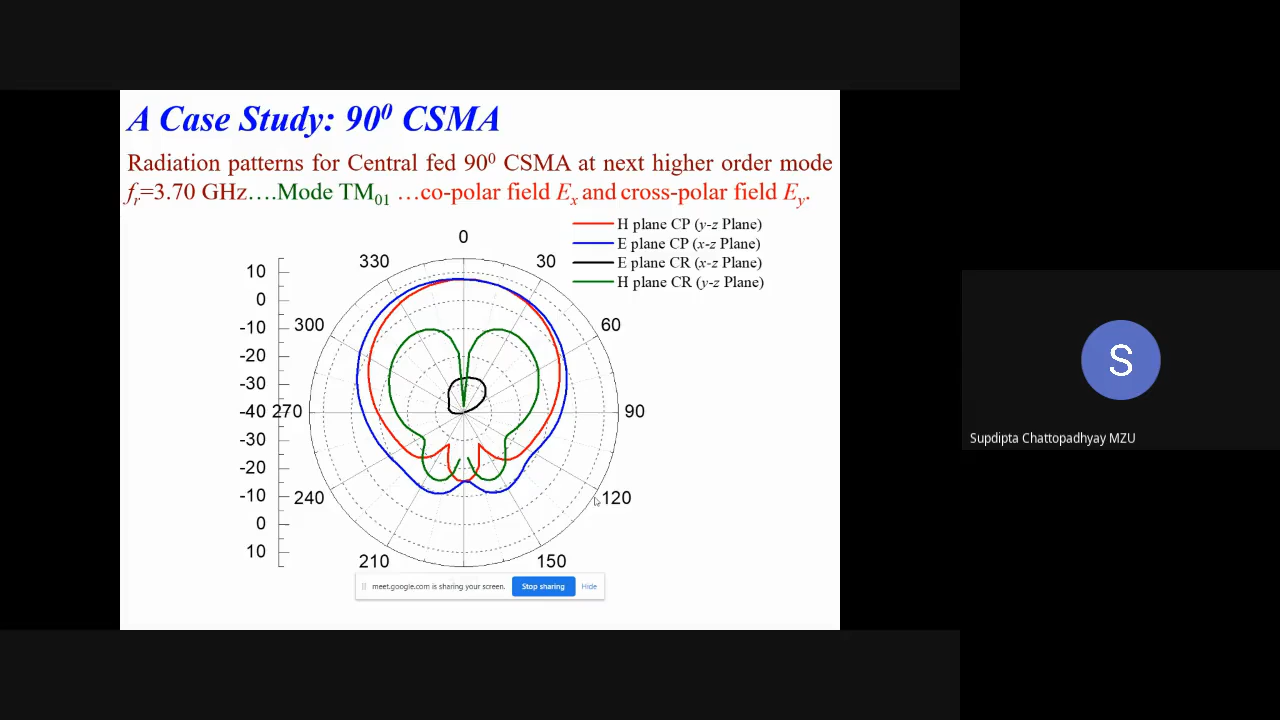 A Case Study: 90⁰ CSMA
Radiation patterns for Central fed 90⁰ CSMA at next higher order mode
fᵣ=3.70 GHz….Mode TM₀₁ …co-polar field Eₓ and cross-polar field E_y.
H plane CP (y-z Plane)
E plane CP (x-z Plane)
E plane CR (x-z Plane)
H plane CR (y-z Plane)
0
330
30
10
0
300
60
-10
-20
-30
-40
270
90
-30
-20
-10
240
120
0
10
210
150
meet.google.com is sharing your screen.
Stop sharing
Hide
S
Supdipta Chattopadhyay MZU